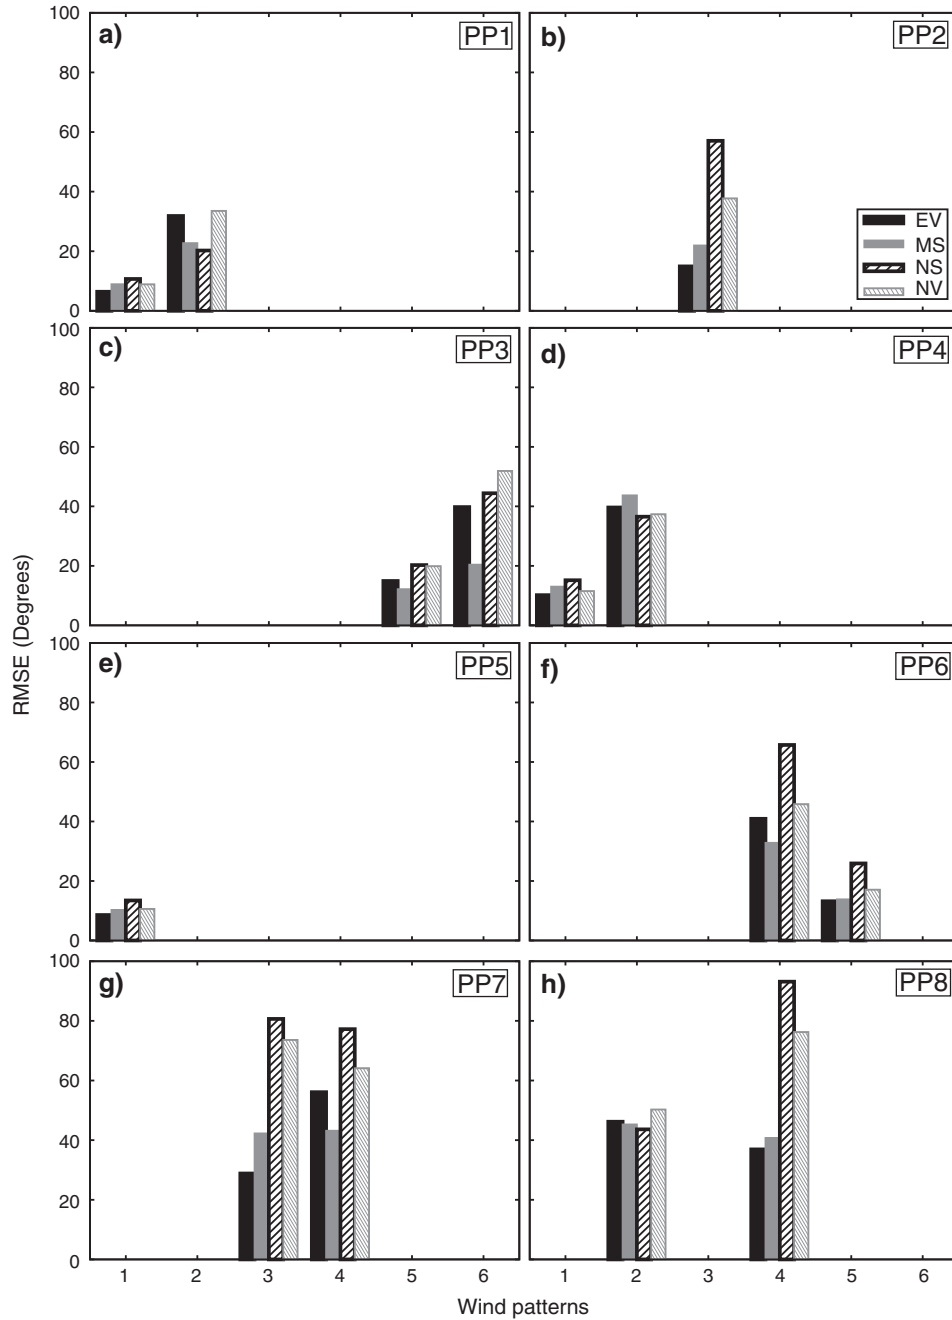 a)
PP1
100
80
60
40
20
0
b)
PP2
EV
MS
NS
NV
c)
PP3
100
80
60
40
20
0
d)
PP4
RMSE (Degrees)
e)
PP5
100
80
60
40
20
0
f)
PP6
g)
PP7
100
80
60
40
20
0
h)
PP8
1 2 3 4 5 6
1 2 3 4 5 6
Wind patterns